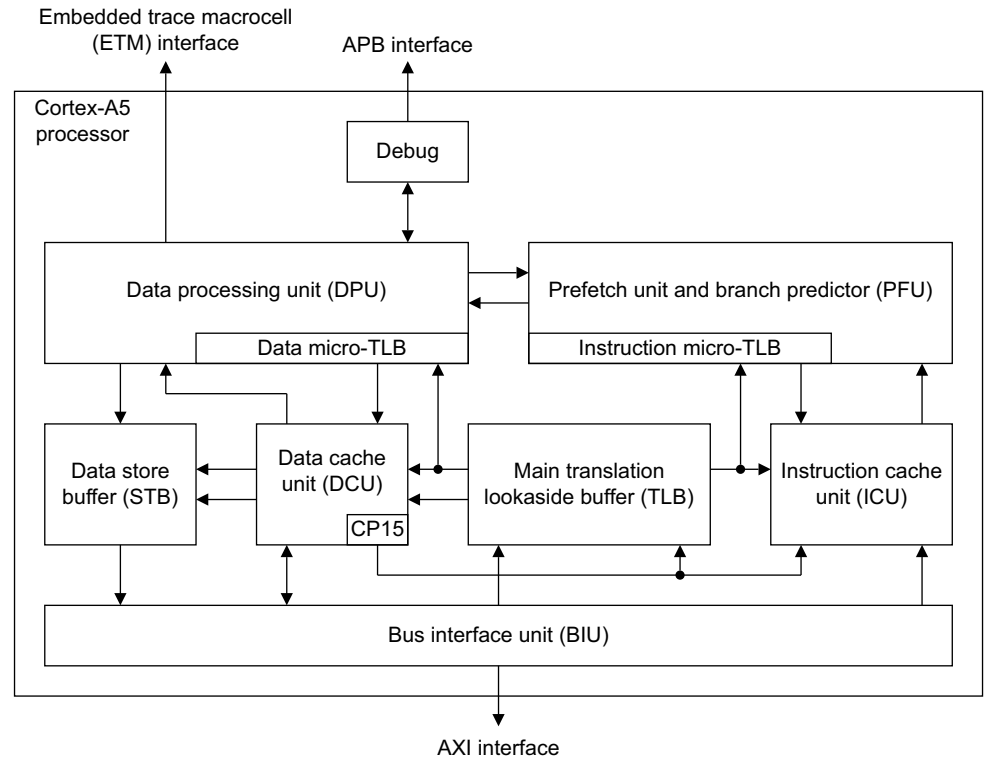 Embedded trace macrocell
(ETM) interface
APB interface
Cortex-A5
processor
Debug
Data processing unit (DPU)
Prefetch unit and branch predictor (PFU)
Data micro-TLB
Instruction micro-TLB
Data store
buffer (STB)
Data cache
unit (DCU)
CP15
Main translation
lookaside buffer (TLB)
Instruction cache
unit (ICU)
Bus interface unit (BIU)
AXI interface